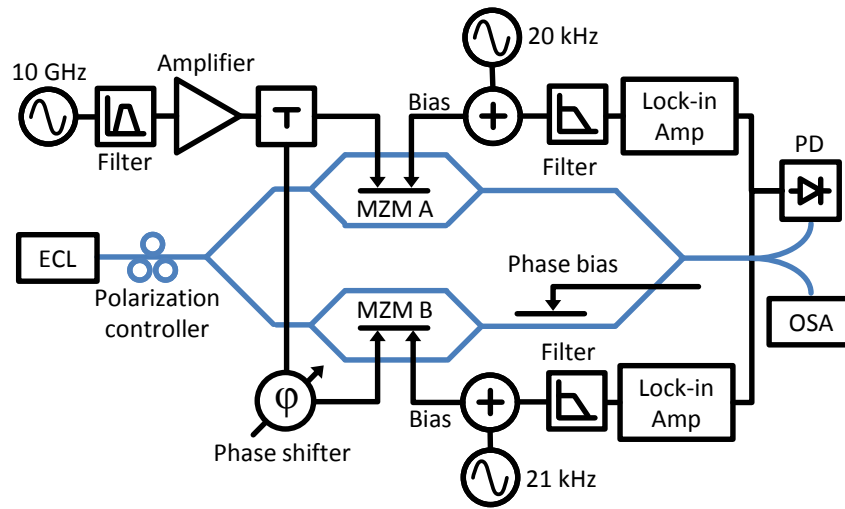 20 kHz
10 GHz
Amplifier
Filter
T
Bias
+
Filter
Lock-in
Amp
PD
MZM A
ECL
Polarization
controller
Phase bias
MZM B
OSA
φ
Phase shifter
Bias
+
Filter
Lock-in
Amp
21 kHz